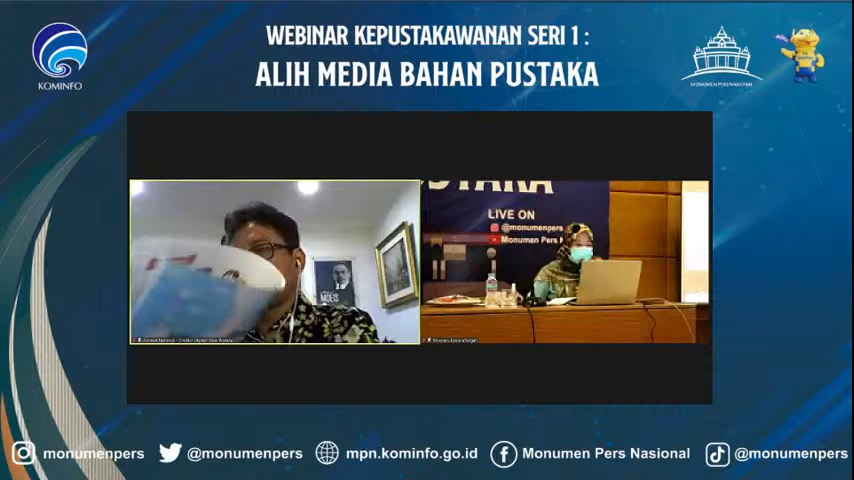 WEBINAR KEPUSTAKAWANAN SERI 1 :
ALIH MEDIA BAHAN PUSTAKA
KOMINFO
MONUMEN PERS NASIONAL
LIVE ON
@monumenpers
Monumen Pers N
MOEIS
monumenpers
@monumenpers
mpn.kominfo.go.id
Monumen Pers Nasional
@monumenpers